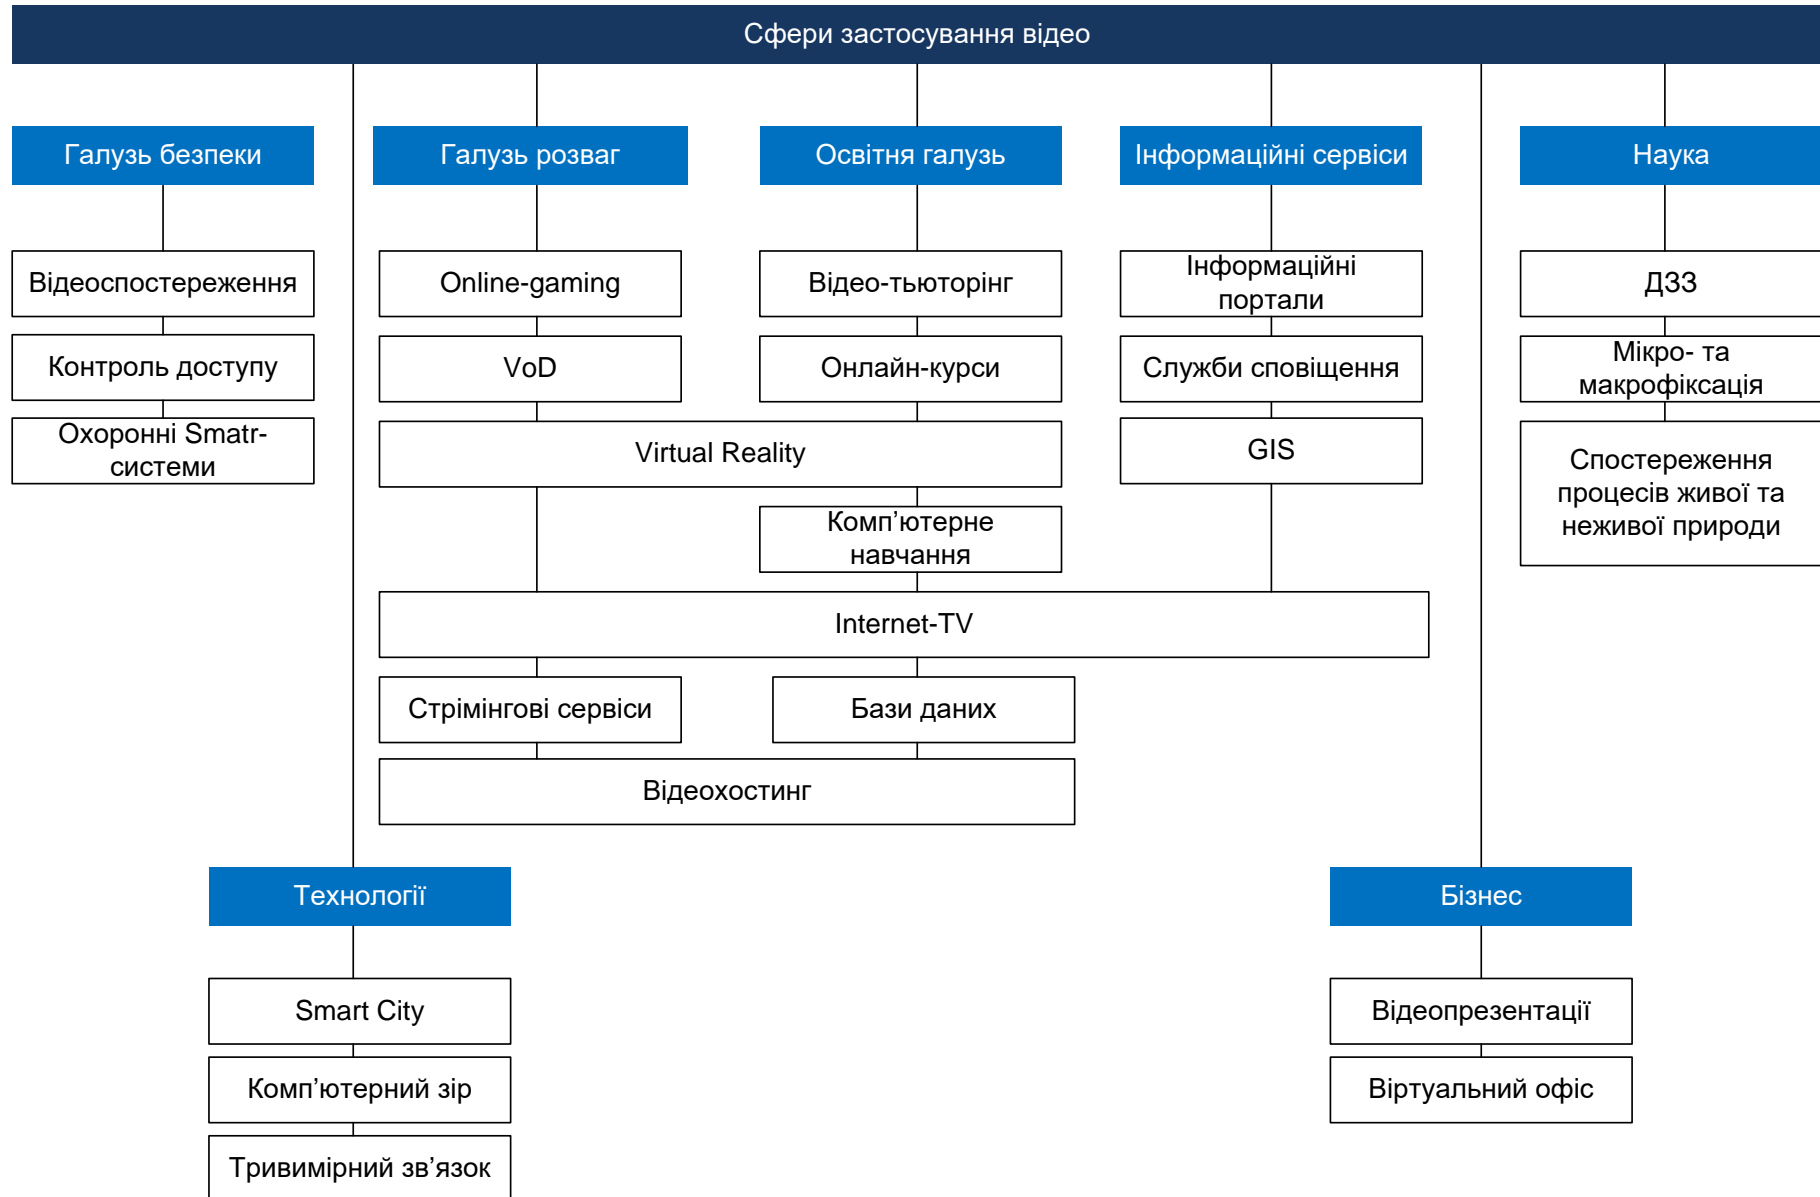 Сфери застосування відео
Галузь безпеки
Галузь розваг
Освітня галузь
Інформаційні сервіси
Наука
Відеоспостереження
Online-gaming
Відео-тьюторінг
Інформаційні
портали
ДЗЗ
Контроль доступу
VoD
Онлайн-курси
Служби сповіщення
Мікро- та
макрофіксація
Охоронні Smatr-
системи
Virtual Reality
GIS
Спостереження
процесів живої та
неживої природи
Комп’ютерне
навчання
Internet-TV
Стрімінгові сервіси
Бази даних
Відеохостинг
Технології
Бізнес
Smart City
Відеопрезентації
Комп’ютерний зір
Віртуальний офіс
Тривимірний зв’язок